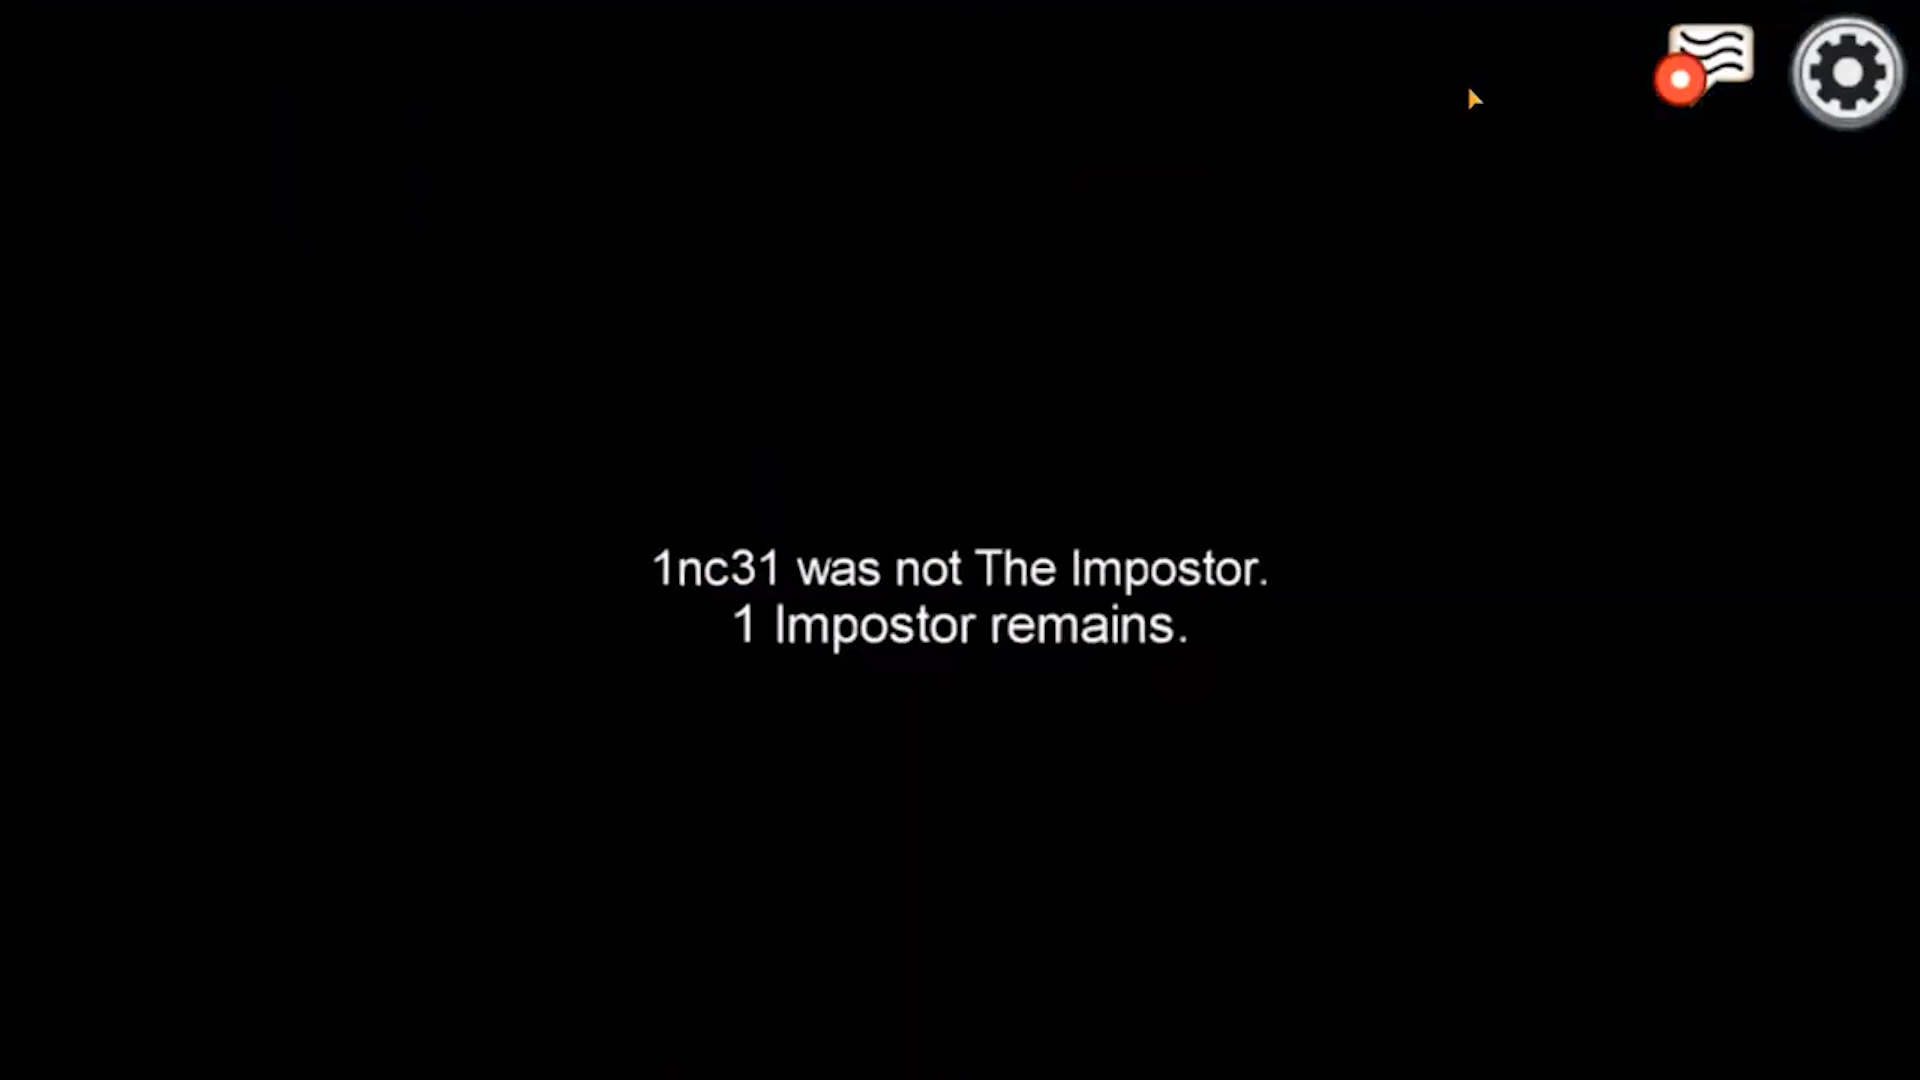 1nc31 was not The Impostor.
1 Impostor remains.